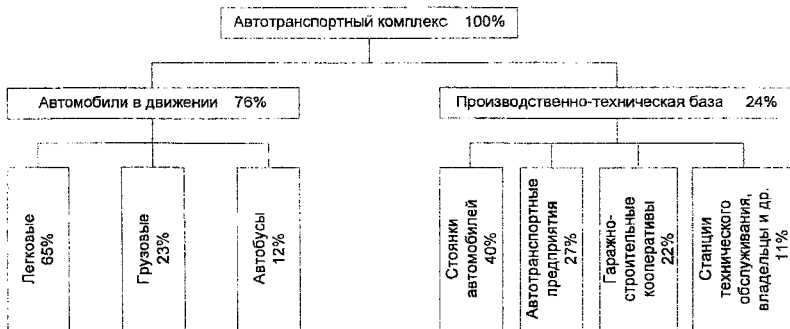 Автотранспортный комплекс 100%
Автомобили в движении 76%
Производственно-техническая база 24%
Легковые
65%
Грузовые
23%
Автобусы
12%
Стоянки
автомобилей
40%
Автотранспортные
предприятия
27%
Гаражно-
строительные
кооперативы
22%
Станции
технического
обслуживания,
владельцы и др.
11%